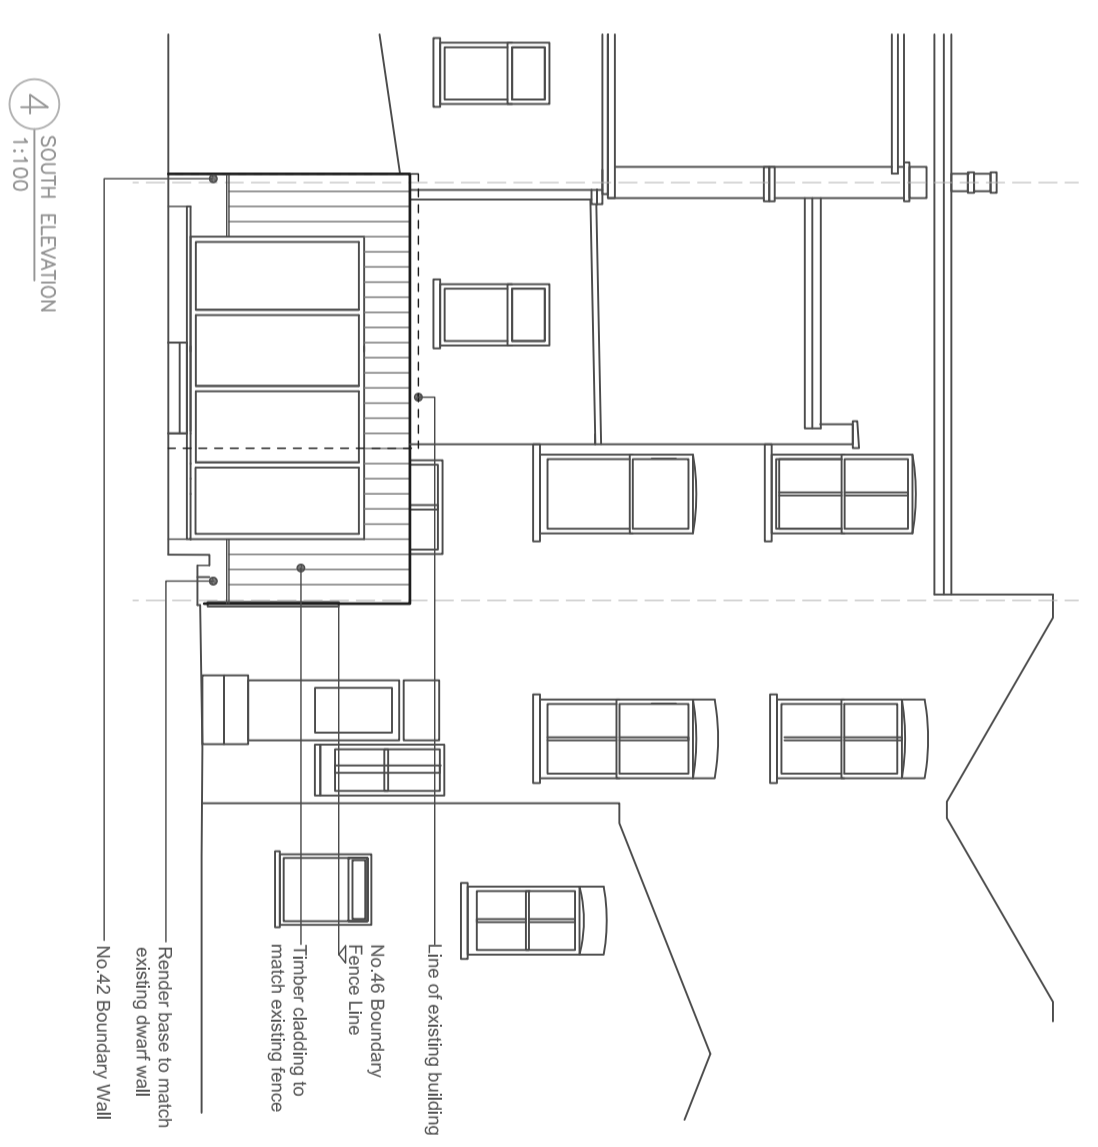 4
SOUTH ELEVATION
1:100
Line of existing building
No.46 Boundary
Fence Line
Timber cladding to
match existing fence
Render base to match
existing dwarf wall
No.42 Boundary Wall